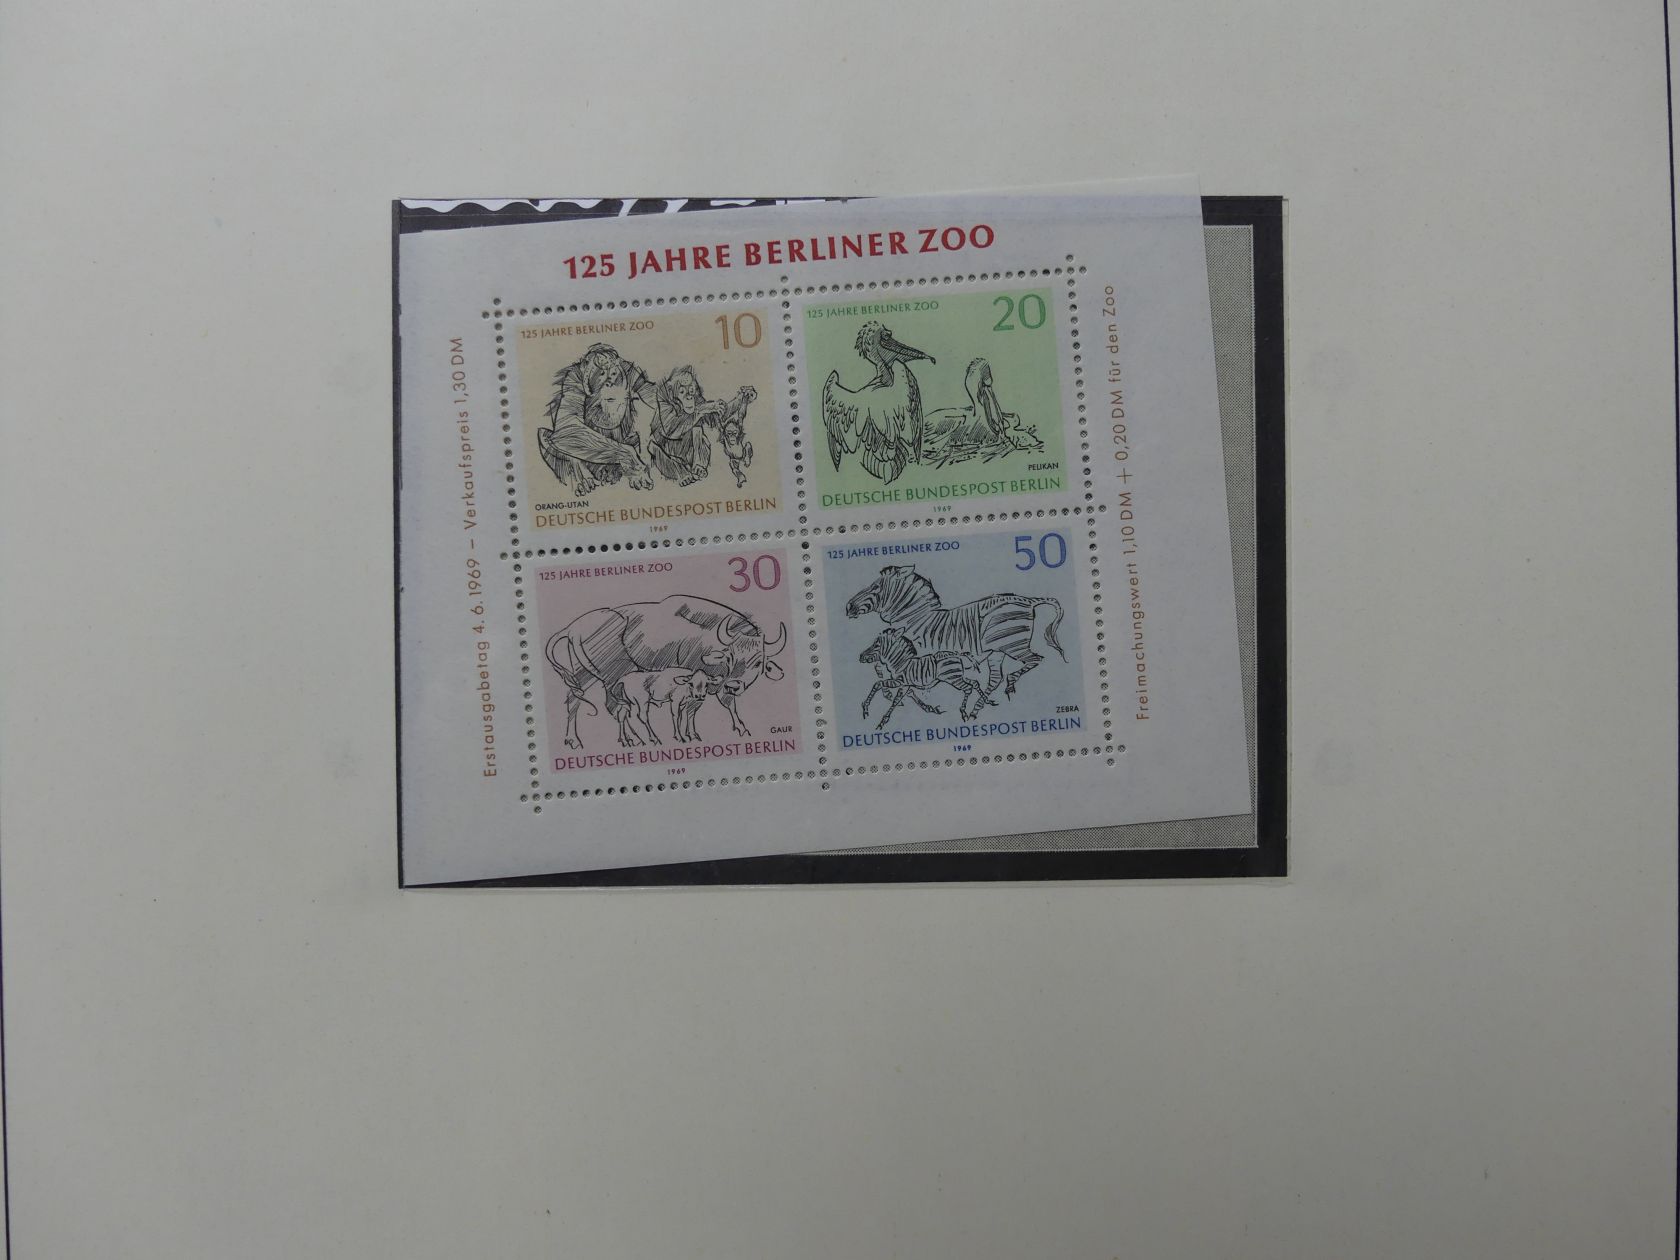 125 JAHRE BERLINER ZOO
Erstausgabetag 4.6.1969 – Verkaufspreis 1,30 DM
125 JAHRE BERLINER ZOO
10
ORANG-UTAN
DEUTSCHE BUNDESPOST BERLIN
1969
125 JAHRE BERLINER ZOO
20
PELIKAN
DEUTSCHE BUNDESPOST BERLIN
1969
125 JAHRE BERLINER ZOO
30
GAUR
DEUTSCHE BUNDESPOST BERLIN
1969
125 JAHRE BERLINER ZOO
50
ZEBRA
DEUTSCHE BUNDESPOST BERLIN
1969
Freimachungswert 1,10 DM + 0,20 DM für den Zoo